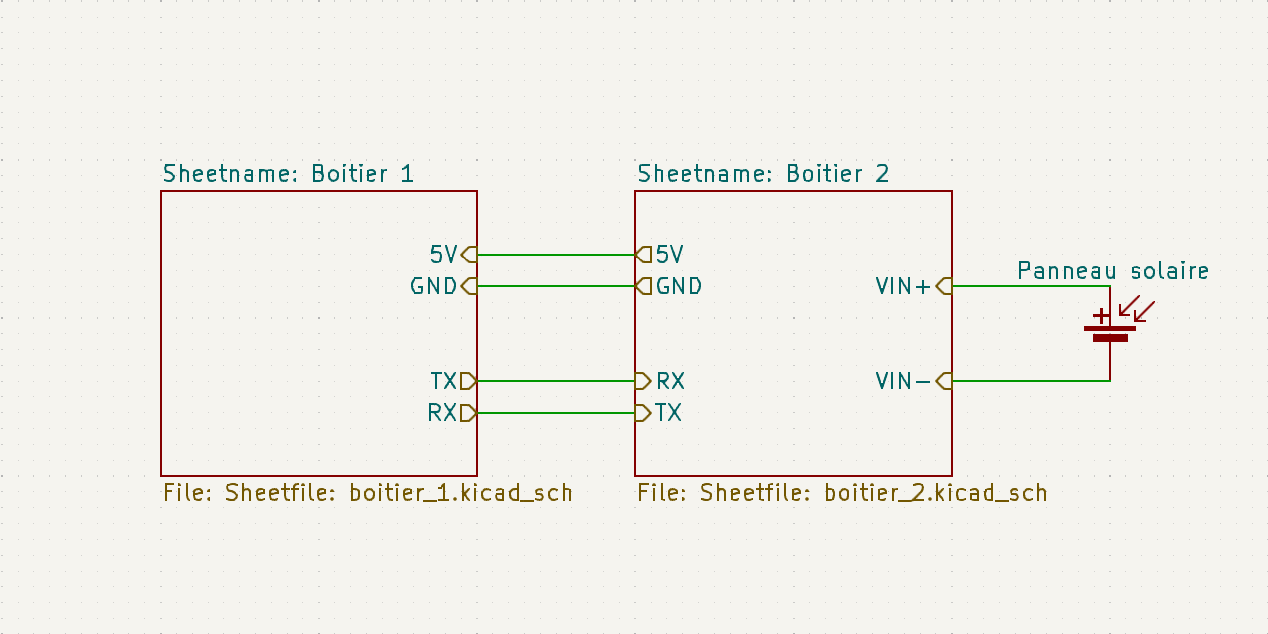 Sheetname: Boitier 1
Sheetname: Boitier 2
5V
5V
GND
GND
VIN+
Panneau solaire
+
TX
RX
VIN-
RX
TX
File: Sheetfile: boitier_1.kicad_sch
File: Sheetfile: boitier_2.kicad_sch